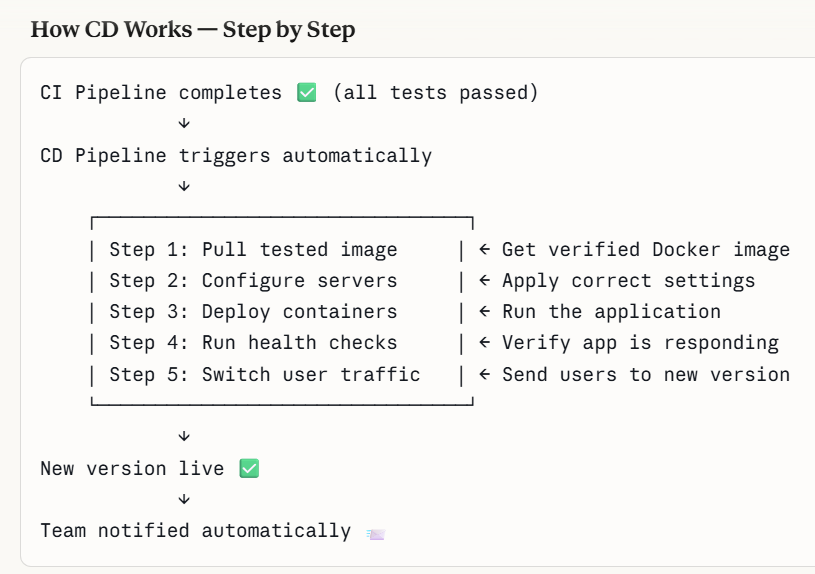 How CD Works — Step by Step
CI Pipeline completes ✅ (all tests passed)
↓
CD Pipeline triggers automatically
↓
Step 1: Pull tested image ← Get verified Docker image
Step 2: Configure servers ← Apply correct settings
Step 3: Deploy containers ← Run the application
Step 4: Run health checks ← Verify app is responding
Step 5: Switch user traffic ← Send users to new version
↓
New version live ✅
↓
Team notified automatically 📨